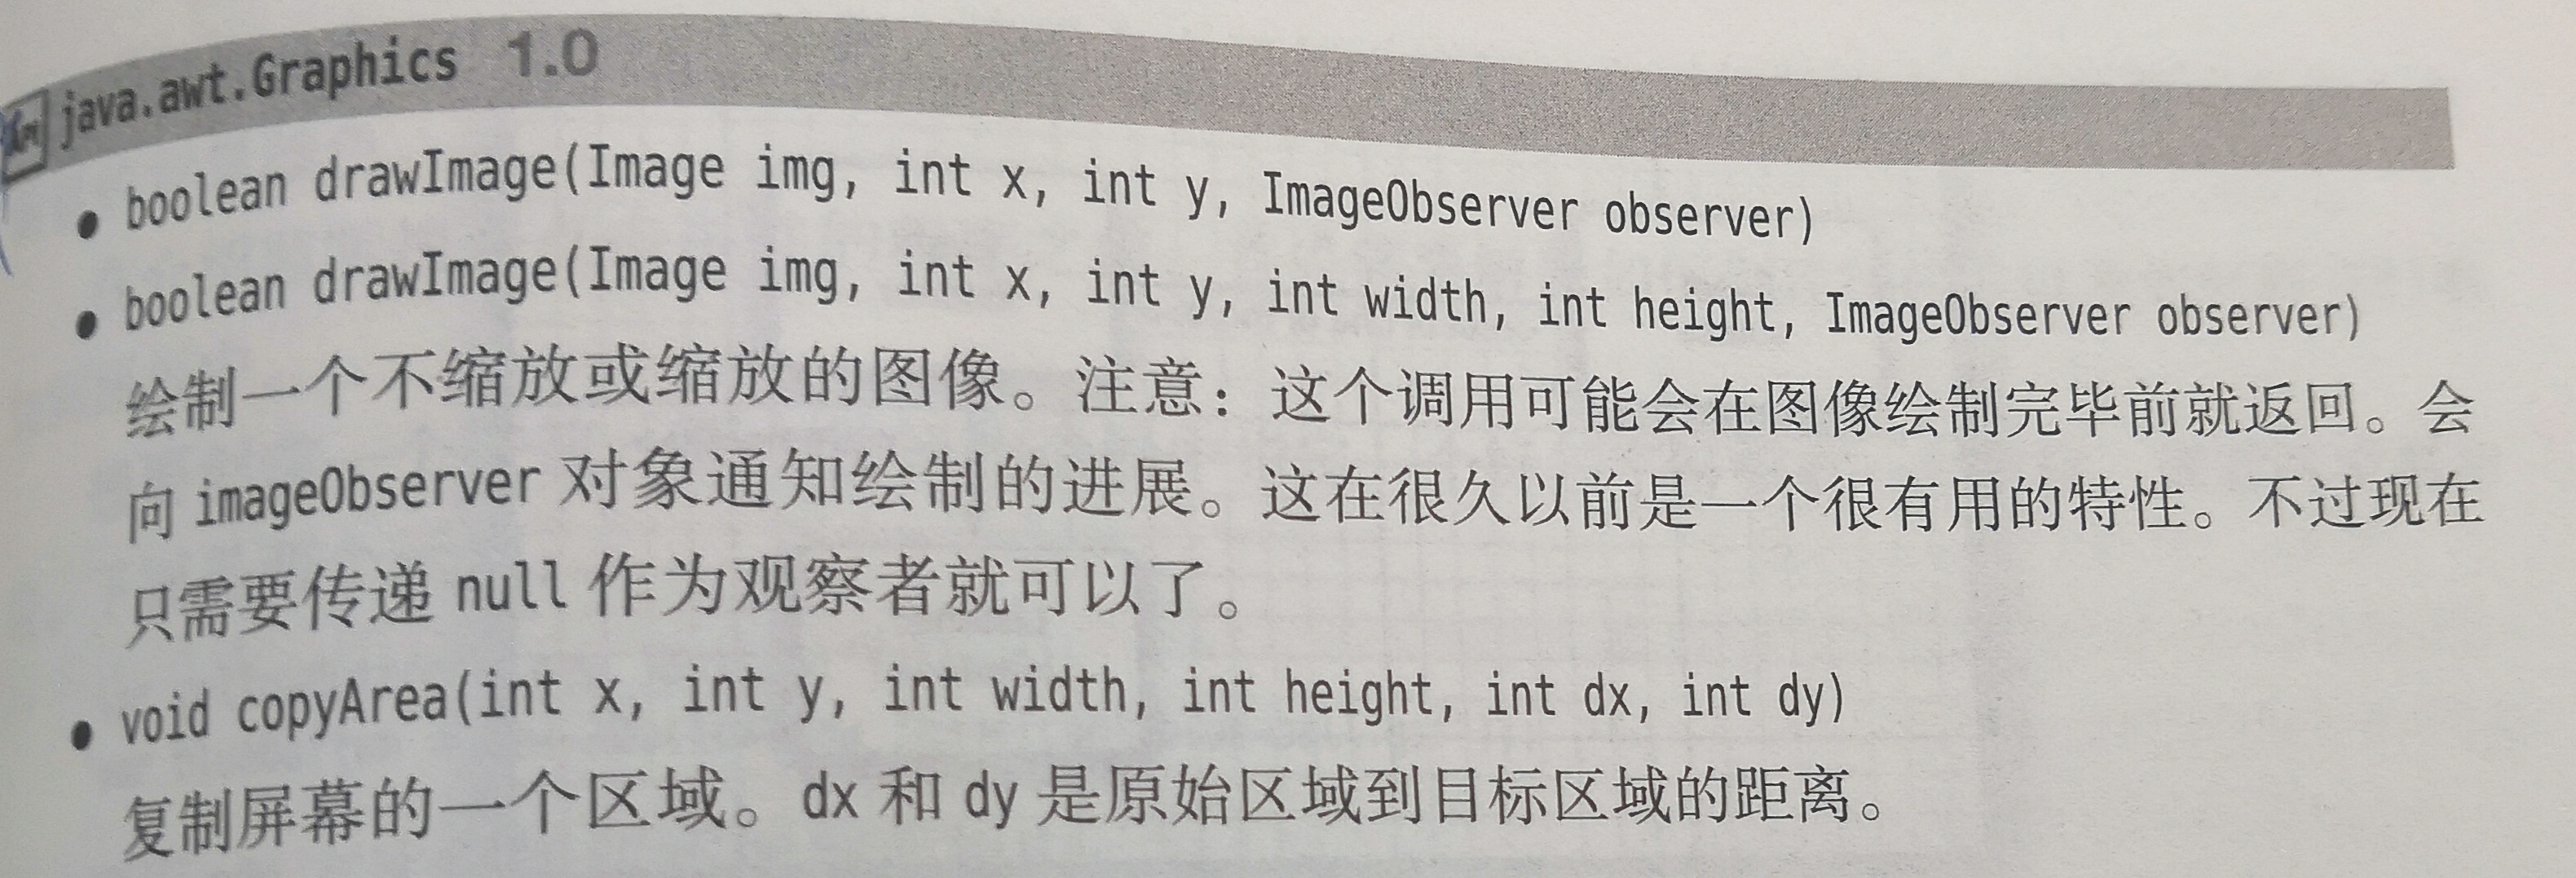 API java.awt.Graphics 1.0
• boolean drawImage(Image img, int x, int y, ImageObserver observer)
• boolean drawImage(Image img, int x, int y, int width, int height, ImageObserver observer)
绘制一个不缩放或缩放的图像。注意：这个调用可能会在图像绘制完毕前就返回。会
向 imageObserver 对象通知绘制的进展。这在很久以前是一个很有用的特性。不过现在
只需要传递 null 作为观察者就可以了。
• void copyArea(int x, int y, int width, int height, int dx, int dy)
复制屏幕的一个区域。dx 和 dy 是原始区域到目标区域的距离。